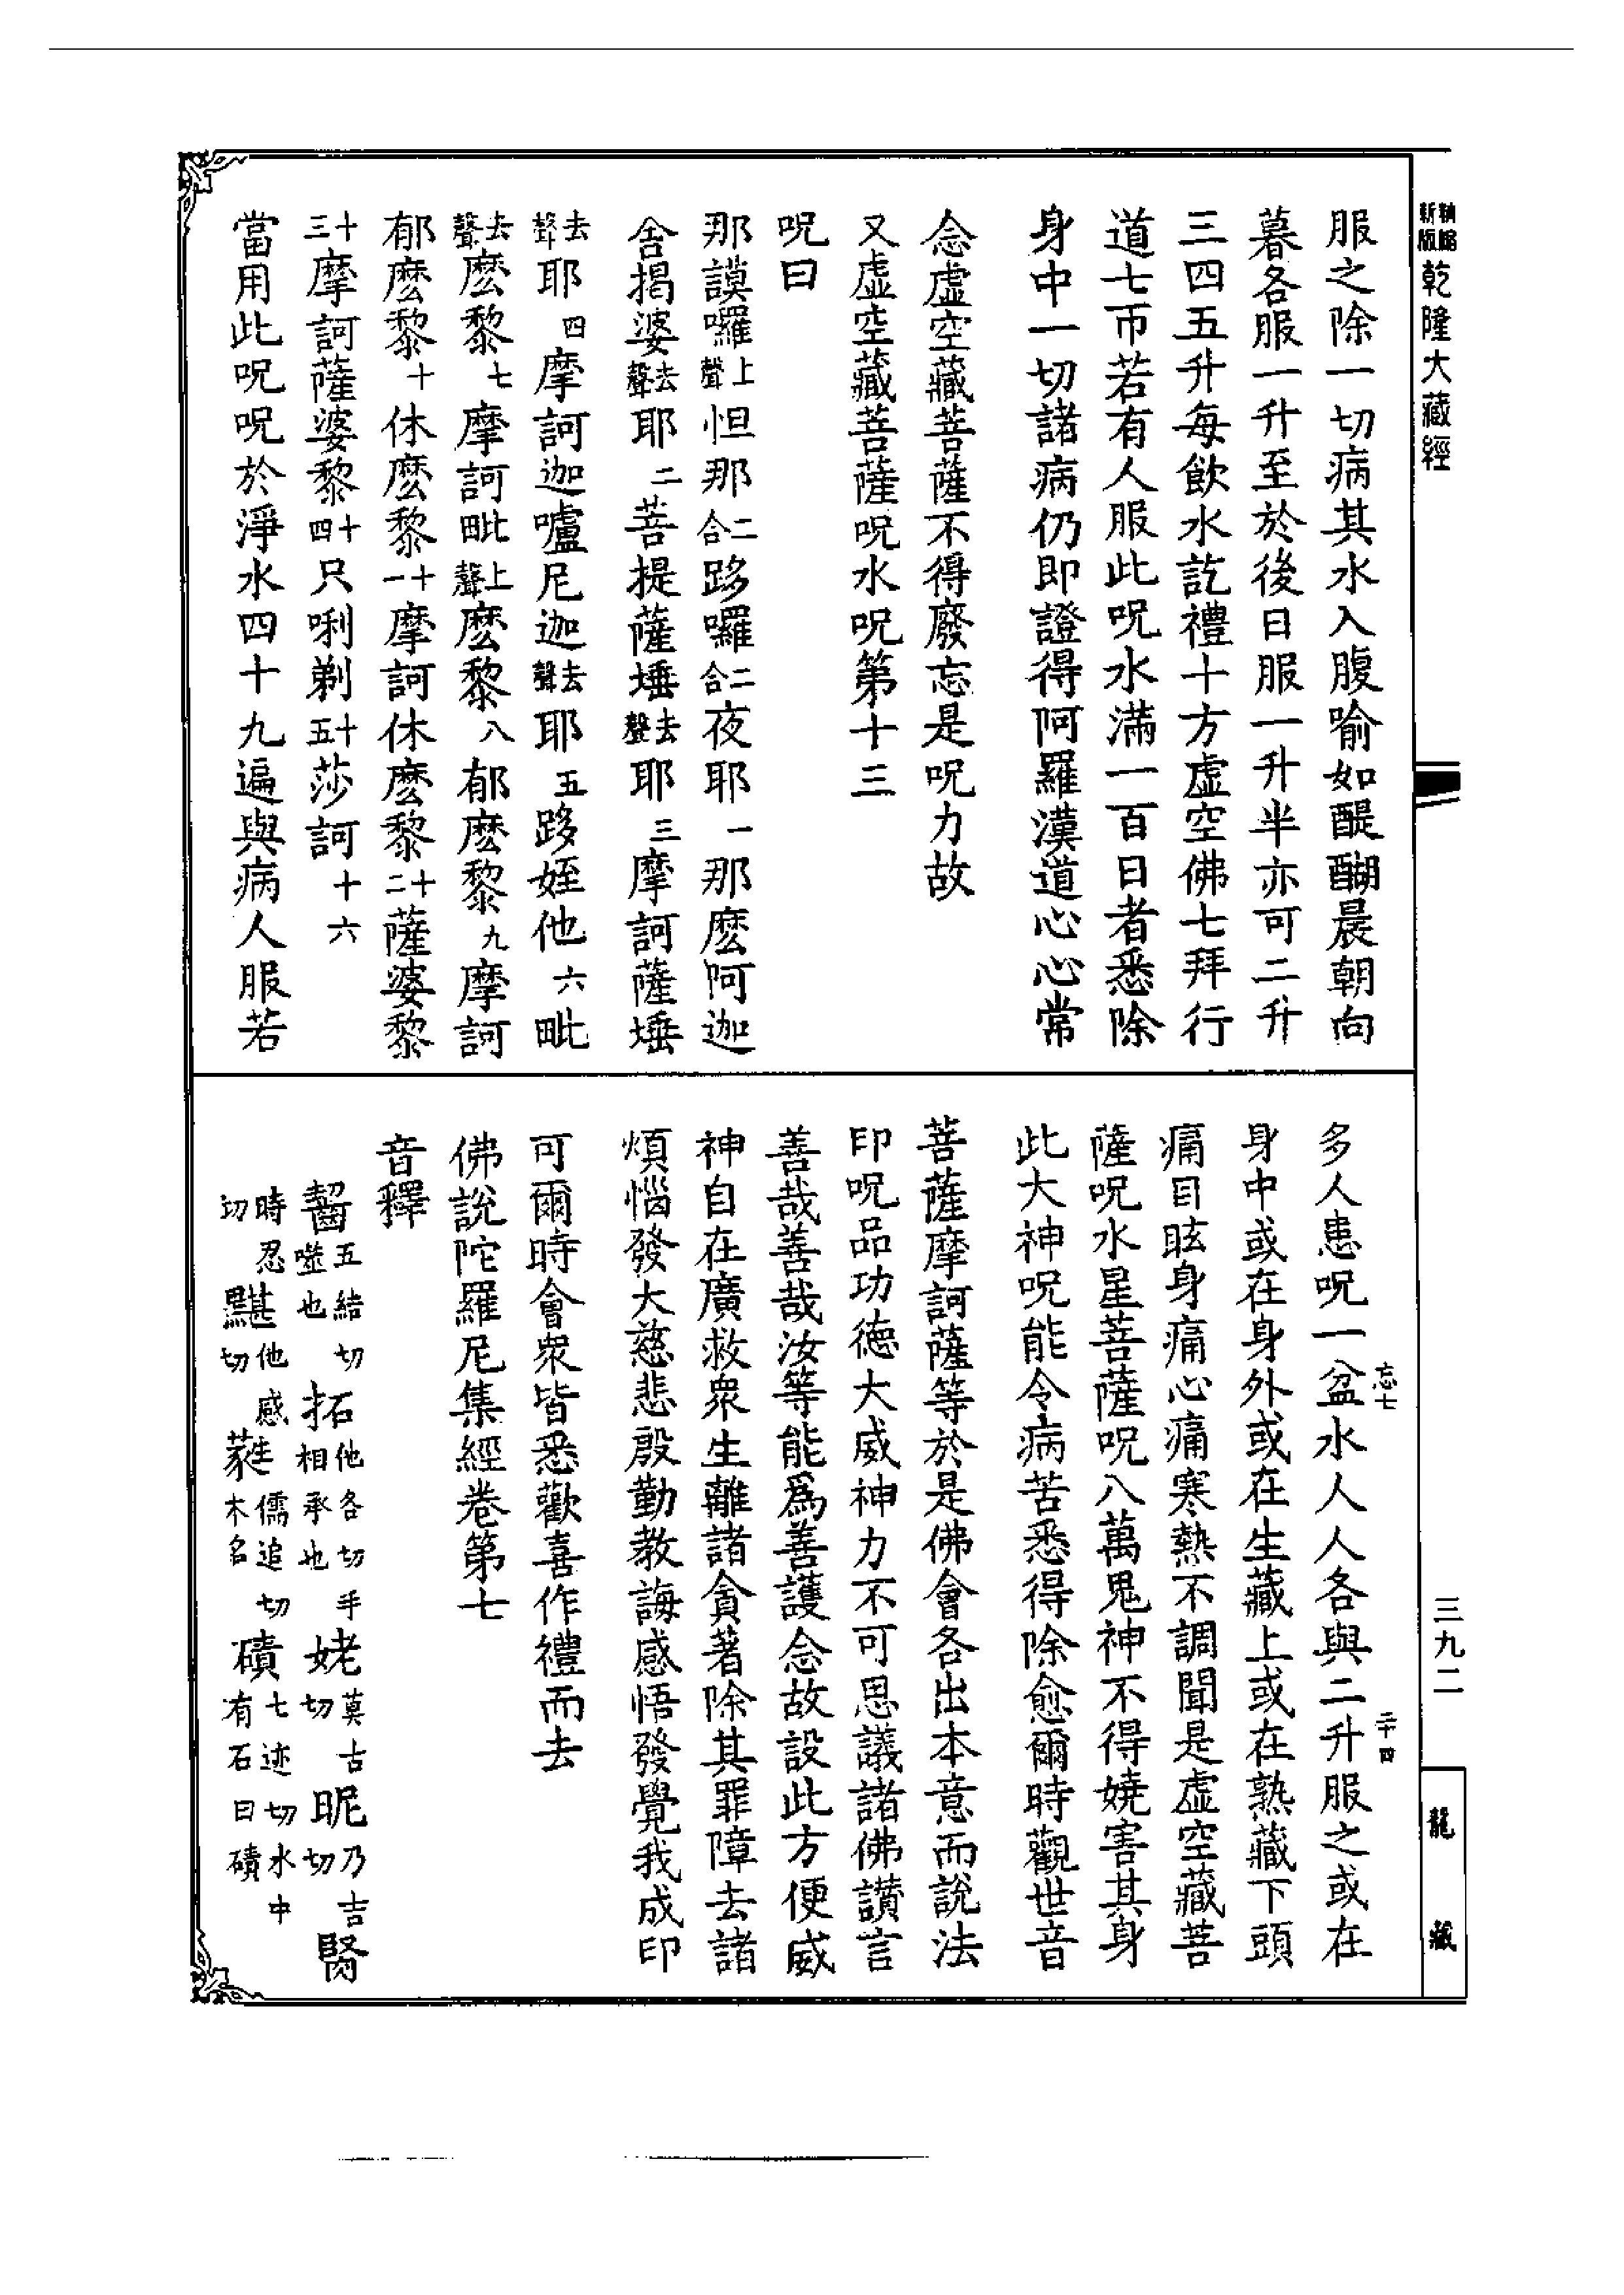 新版
乾隆大藏經
服之除一切病其水入腹喻如醍醐晨朝向
暮各服一升至於後日服一升半亦可二升
三四五升每飲水訖禮十方虛空佛七拜行
道七帀若有人服此呪水滿一百日者悉除
身中一切諸病仍即證得阿羅漢道心心常
念虛空藏菩薩不得廢忘是呪力故
又虛空藏菩薩呪水呪第十三
呪曰
那謨囉上聲怛那二合跢囉二合夜耶一那麽阿迦
舍揭婆去聲耶二菩提薩埵去聲耶三摩訶薩埵
去聲耶四摩訶迦嚧尼迦去聲耶五跢姪他六毗
去聲麽黎七摩訶毗上聲麽黎八郁麽黎九摩訶
郁麽黎十休麽黎十一摩訶休麽黎十二薩婆黎
十三摩訶薩婆黎十四只唎剃十五莎訶十六
當用此呪呪於淨水四十九遍與病人服若
多人患呪一盆水人人各與二升服之或在
身中或在身外或在生藏上或在熟藏下頭
痛目眩身痛心痛寒熱不調聞是虛空藏菩
薩呪水星菩薩呪八萬鬼神不得嬈害其身
此大神呪能令病苦悉得除愈爾時觀世音
菩薩摩訶薩等於是佛會各出本意而說法
印呪品功德大威神力不可思議諸佛讚言
善哉善哉汝等能爲善護念故設此方便威
神自在廣救衆生離諸貪著除其罪障去諸
煩惱發大慈悲殷勤教誨感悟發覺我成印
可爾時會衆皆悉歡喜作禮而去
佛說陀羅尼集經卷第七
音釋
齧五結切噬也拓他各切手相承也姥莫古切昵乃吉切腎
時忍切黮他感切蕤儒追切木名磧七迹切水中有石曰磧
忘七
二十四
三九二
龍藏